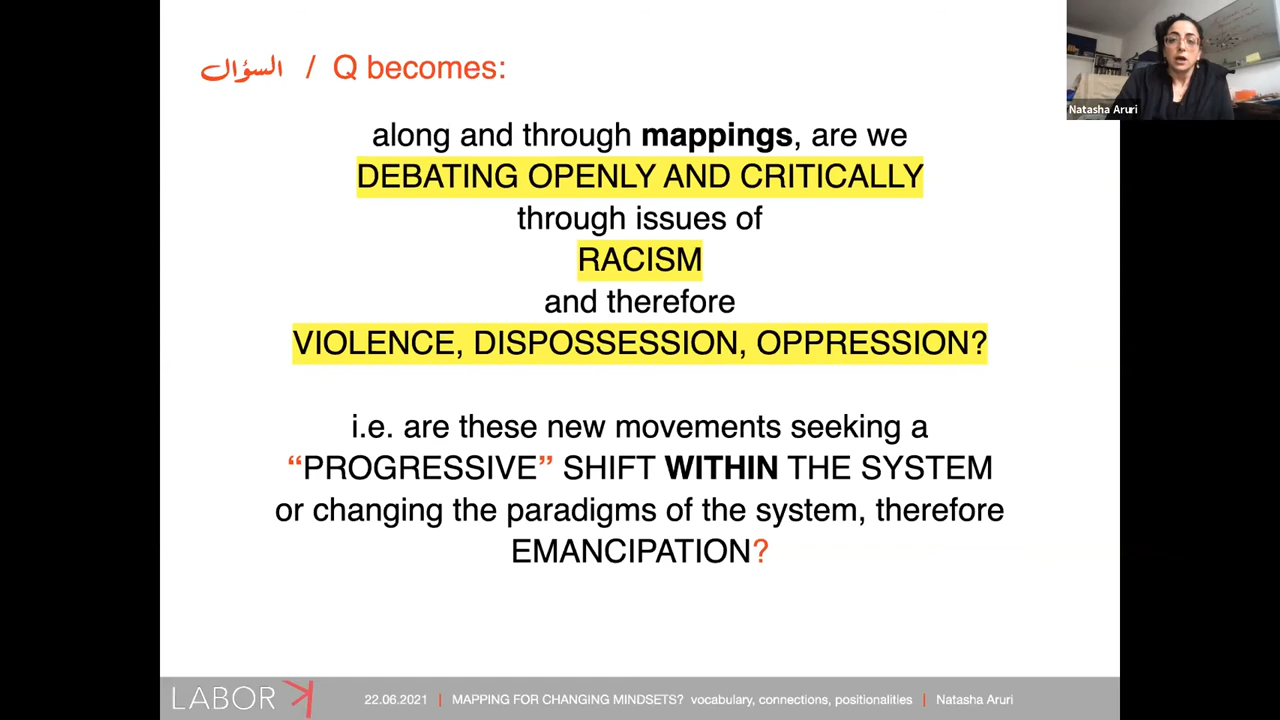 السؤال / Q becomes:
along and through mappings, are we
DEBATING OPENLY AND CRITICALLY
through issues of
RACISM
and therefore
VIOLENCE, DISPOSSESSION, OPPRESSION?
i.e. are these new movements seeking a
“PROGRESSIVE” SHIFT WITHIN THE SYSTEM
or changing the paradigms of the system, therefore
EMANCIPATION?
Natasha Aruri
LABOR K 22.06.2021 | MAPPING FOR CHANGING MINDSETS? vocabulary, connections, positionalities | Natasha Aruri